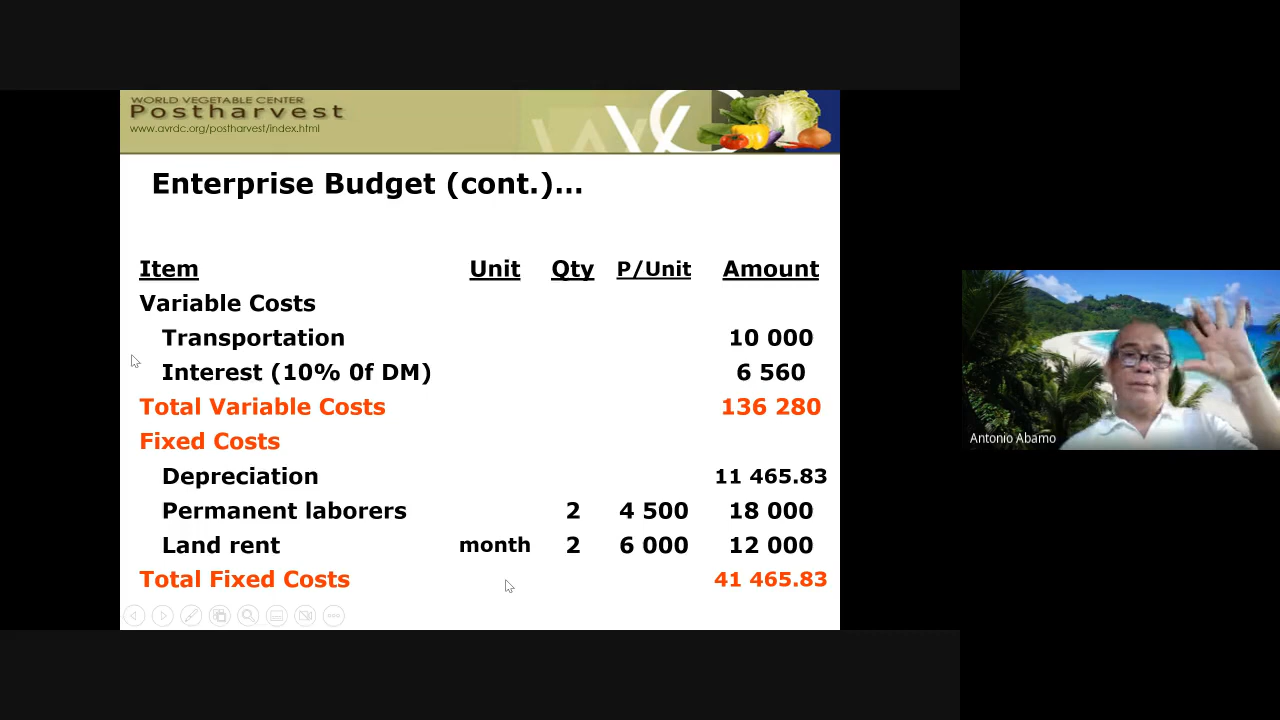 WORLD VEGETABLE CENTER
Postharvest
www.avrdc.org/postharvest/index.html
Enterprise Budget (cont.)…
Item Unit Qty P/Unit Amount
Variable Costs
Transportation 10 000
Interest (10% 0f DM) 6 560
Total Variable Costs 136 280
Fixed Costs
Depreciation 11 465.83
Permanent laborers 2 4 500 18 000
Land rent month 2 6 000 12 000
Total Fixed Costs 41 465.83
Antonio Abamo